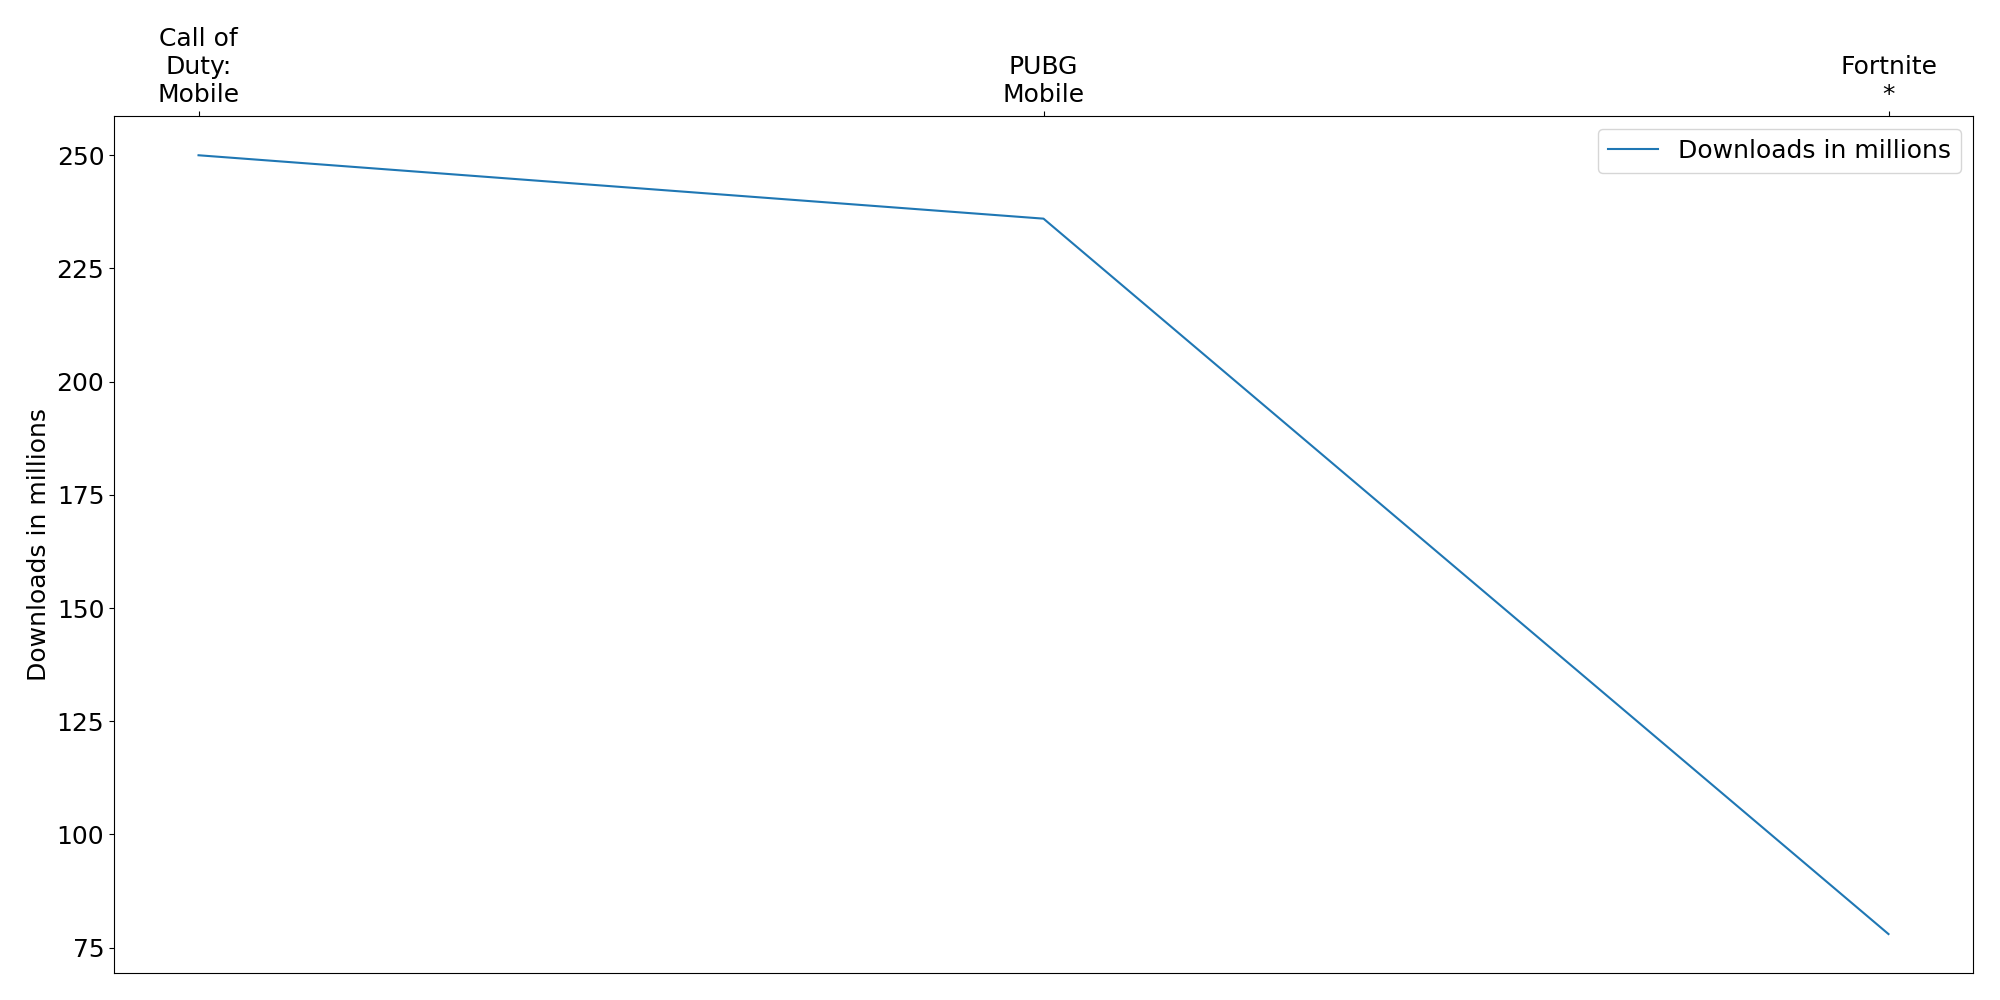 Call of
Duty:
Mobile
PUBG
Mobile
Fortnite
*
Downloads in millions
250
225
200
175
150
125
100
75
Downloads in millions